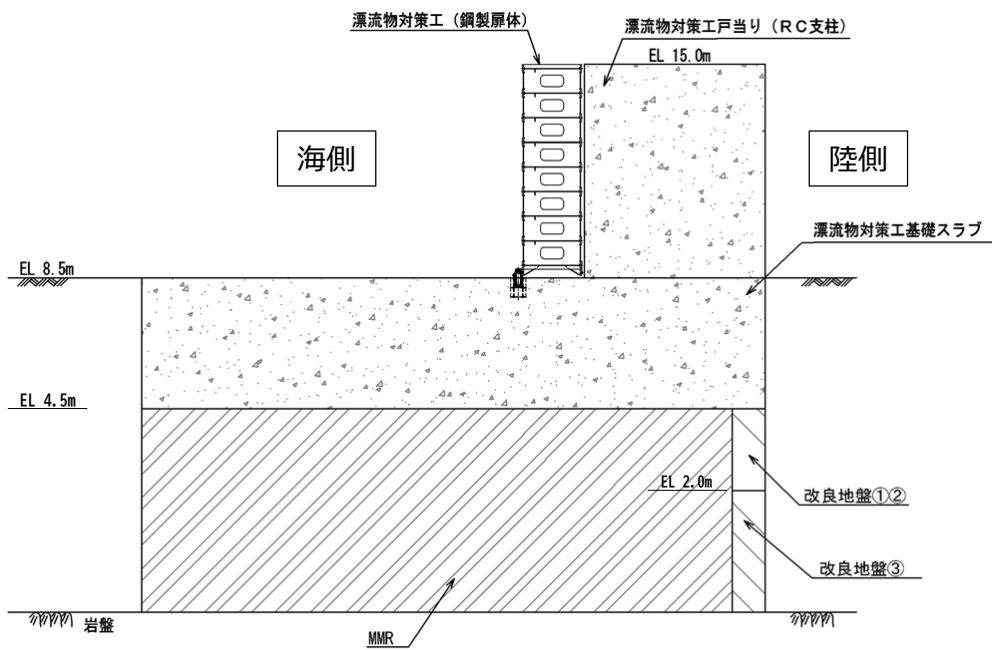 漂流物対策工（鋼製扉体）
漂流物対策工戸当り（ＲＣ支柱）
EL 15.0m
海側
陸側
漂流物対策工基礎スラブ
EL 8.5m
EL 4.5m
EL 2.0m
改良地盤①②
改良地盤③
岩盤
MMR